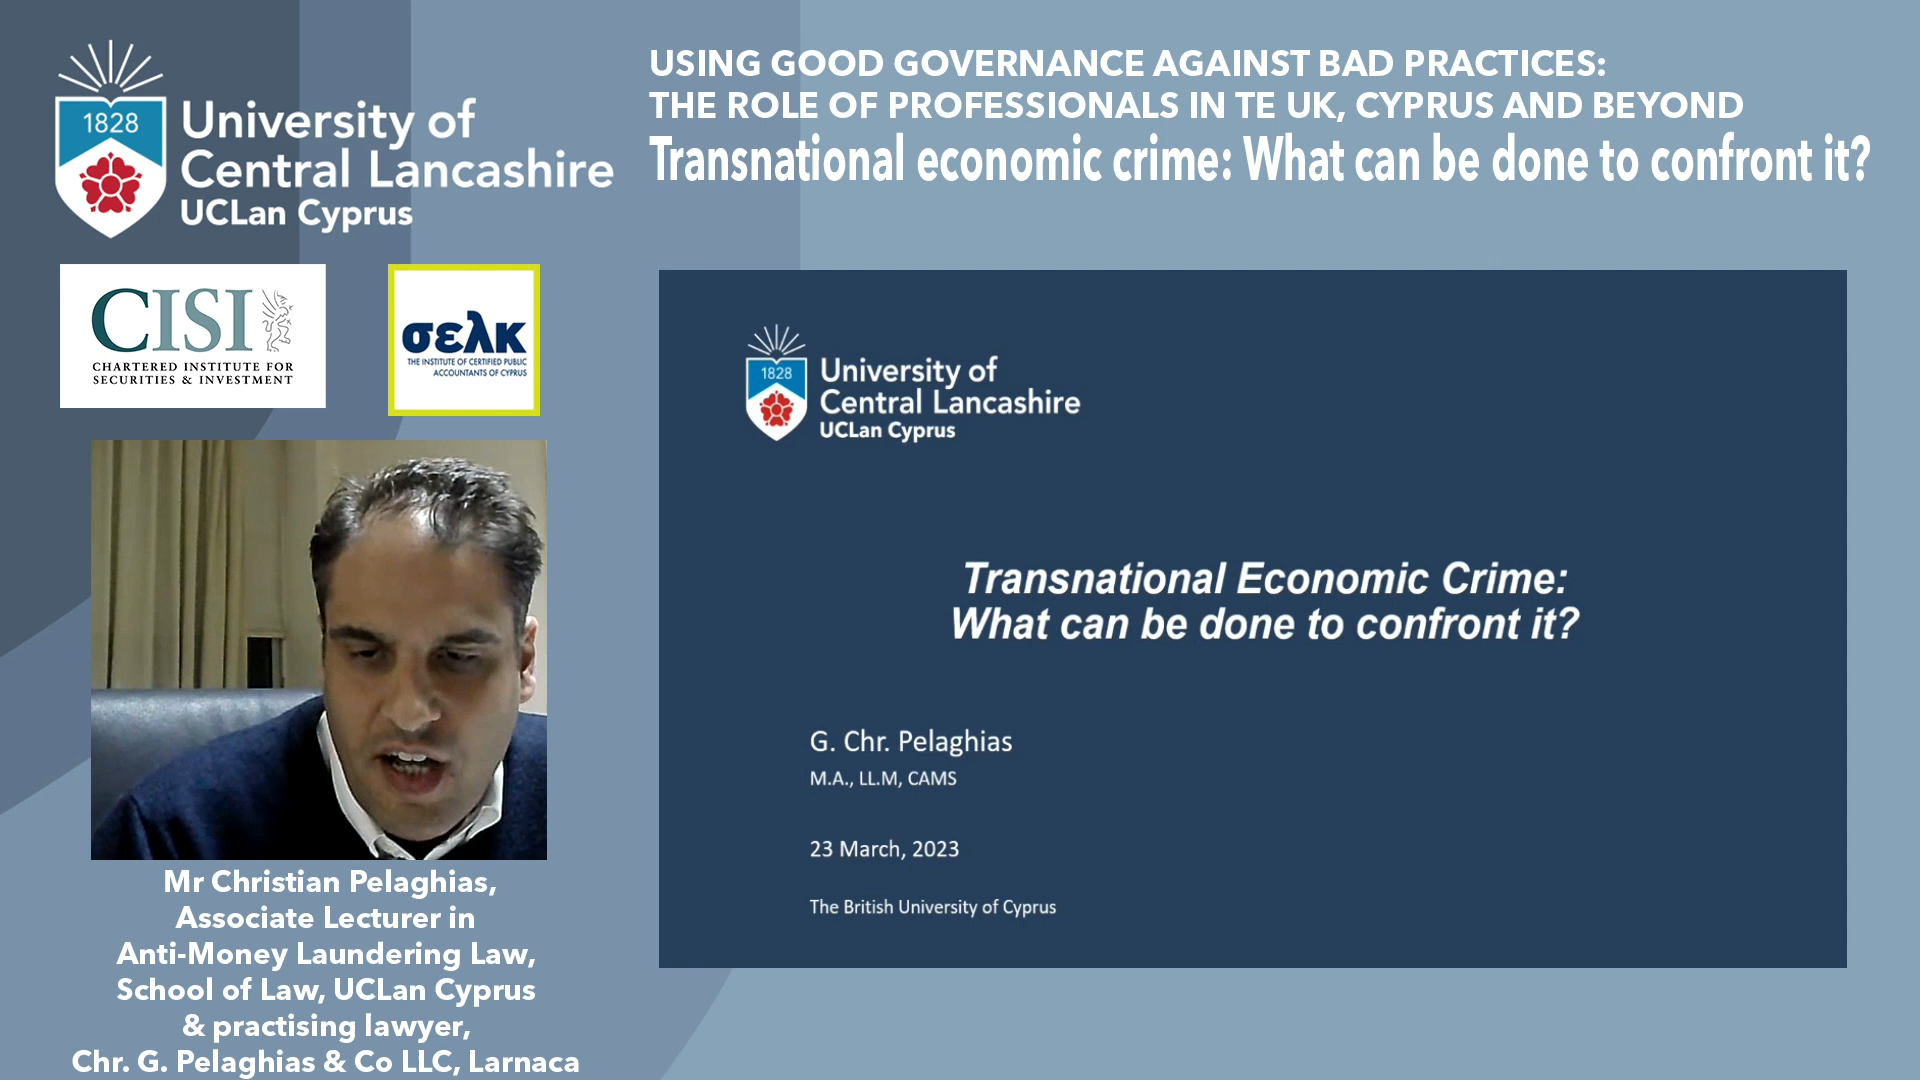 1828
University of
Central Lancashire
UCLan Cyprus
USING GOOD GOVERNANCE AGAINST BAD PRACTICES:
THE ROLE OF PROFESSIONALS IN TE UK, CYPRUS AND BEYOND
Transnational economic crime: What can be done to confront it?
CISI
CHARTERED INSTITUTE FOR
SECURITIES & INVESTMENT
σελκ
THE INSTITUTE OF CERTIFIED PUBLIC
ACCOUNTANTS OF CYPRUS
1828
University of
Central Lancashire
UCLan Cyprus
Transnational Economic Crime:
What can be done to confront it?
G. Chr. Pelaghias
M.A., LL.M, CAMS
23 March, 2023
The British University of Cyprus
Mr Christian Pelaghias,
Associate Lecturer in
Anti-Money Laundering Law,
School of Law, UCLan Cyprus
& practising lawyer,
Chr. G. Pelaghias & Co LLC, Larnaca